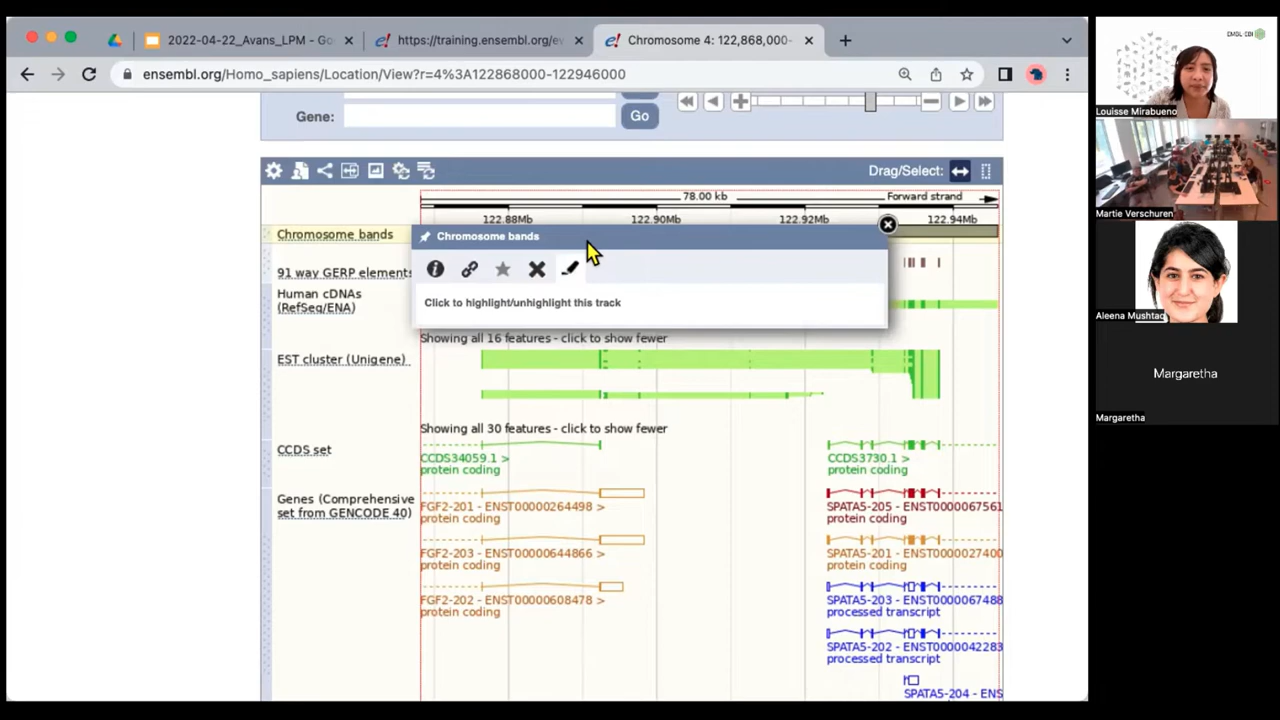 2022-04-22_Avans_LPM - Go
https://training.ensembl.org/ev
Chromosome 4: 122,868,000-
ensembl.org/Homo_sapiens/Location/View?r=4%3A122868000-122946000
Gene:
Go
Drag/Select:
78.00 kb
Forward strand
122.88Mb
122.90Mb
122.92Mb
122.94Mb
Chromosome bands
Chromosome bands
91 way GERP elements
Click to highlight/unhighlight this track
Human cDNAs
(RefSeq/ENA)
Showing all 16 features - click to show fewer
EST cluster (Unigene)
Showing all 30 features - click to show fewer
CCDS set
CCDS34059.1 >
protein coding
CCDS3730.1 >
protein coding
Genes (Comprehensive
set from GENCODE 40)
FGF2-201 - ENST00000264498 >
protein coding
SPATA5-205 - ENST0000067561
protein coding
FGF2-203 - ENST00000644866 >
protein coding
SPATA5-201 - ENST0000027400
protein coding
FGF2-202 - ENST00000608478 >
protein coding
SPATA5-203 - ENST0000067488
processed transcript
SPATA5-202 - ENST0000042283
processed transcript
SPATA5-204 - ENS
EMBL-EBI
Louisse Mirabueno
Martie Verschuren
Aleena Mushtaq
Margaretha
Margaretha